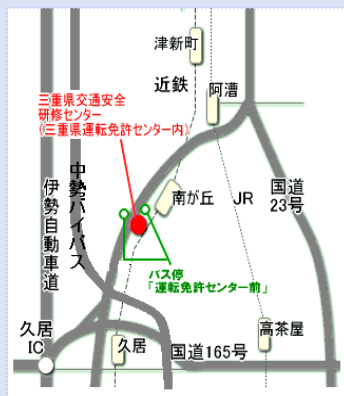 津新町
近鉄
阿漕
三重県交通安全
研修センター
(三重県運転免許センター内)
中勢バイパス
伊勢自動車道
南が丘
JR
国道
23号
バス停
「運転免許センター前」
久居
IC
久居
国道165号
高茶屋